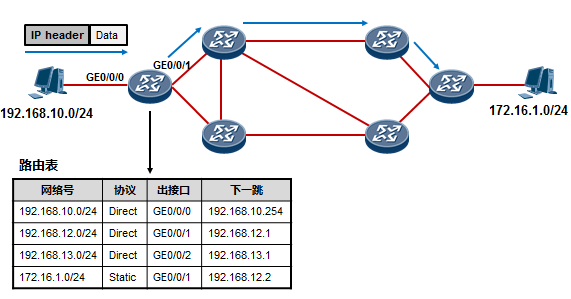 IP header Data
GE0/0/0
GE0/0/1
192.168.10.0/24
172.16.1.0/24
路由表
网络号 协议 出接口 下一跳
192.168.10.0/24 Direct GE0/0/0 192.168.10.254
192.168.12.0/24 Direct GE0/0/1 192.168.12.1
192.168.13.0/24 Direct GE0/0/2 192.168.13.1
172.16.1.0/24 Static GE0/0/1 192.168.12.2